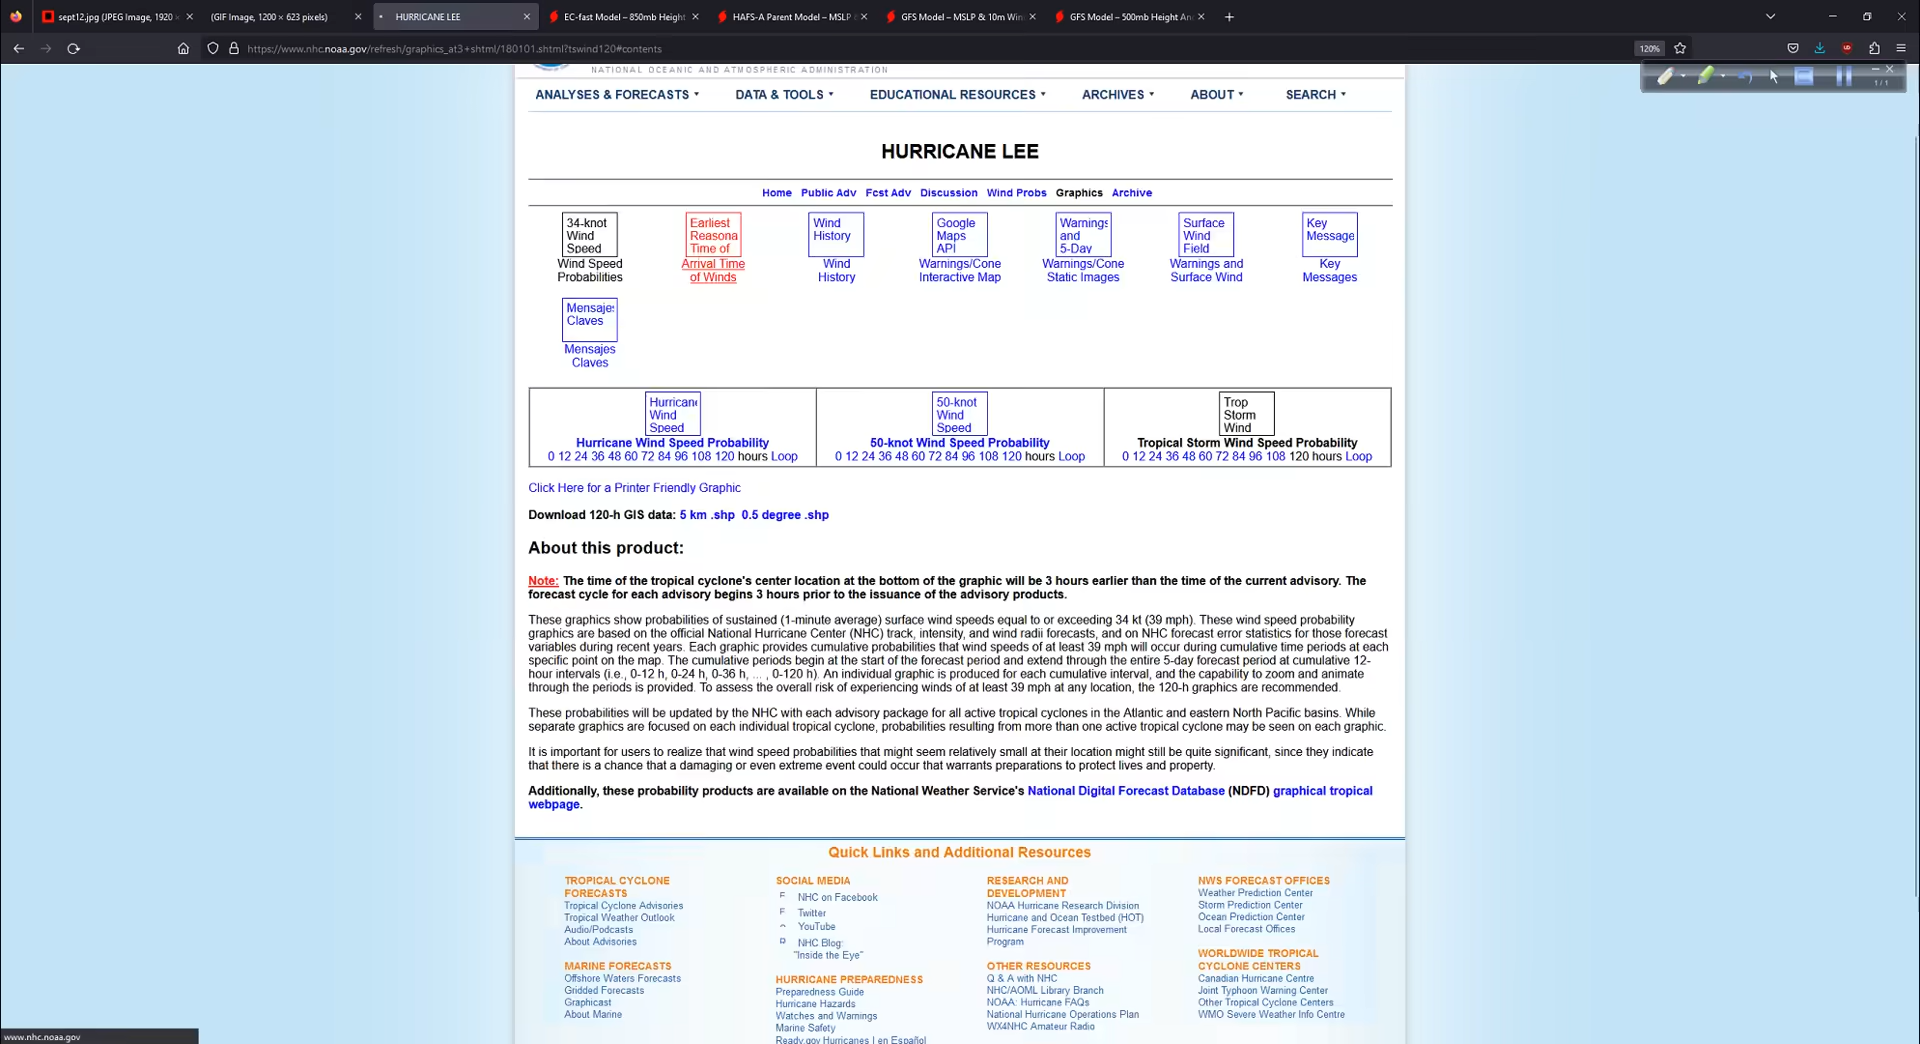 sept12.jpg (JPEG Image, 1920 ×
(GIF Image, 1200 × 623 pixels)
HURRICANE LEE
EC-fast Model – 850mb Height
HAFS-A Parent Model – MSLP &
GFS Model – MSLP & 10m Win
GFS Model – 500mb Height An
https://www.nhc.noaa.gov/refresh/graphics_at3+shtml/180101.shtml?tswind120#contents
120%
1/1
NATIONAL OCEANIC AND ATMOSPHERIC ADMINISTRATION
ANALYSES & FORECASTS DATA & TOOLS EDUCATIONAL RESOURCES ARCHIVES ABOUT SEARCH
HURRICANE LEE
Home Public Adv Fcst Adv Discussion Wind Probs Graphics Archive
34-knot
Wind
Speed
Wind Speed
Probabilities
Earliest
Reasona
Time of
Arrival Time
of Winds
Wind
History
Wind
History
Google
Maps
API
Warnings/Cone
Interactive Map
Warnings
and
5-Day
Warnings/Cone
Static Images
Surface
Wind
Field
Warnings and
Surface Wind
Key
Message
Key
Messages
Mensaje
Claves
Mensajes
Claves
Hurrican
Wind
Speed
Hurricane Wind Speed Probability
0 12 24 36 48 60 72 84 96 108 120 hours Loop
50-knot
Wind
Speed
50-knot Wind Speed Probability
0 12 24 36 48 60 72 84 96 108 120 hours Loop
Trop
Storm
Wind
Tropical Storm Wind Speed Probability
0 12 24 36 48 60 72 84 96 108 120 hours Loop
Click Here for a Printer Friendly Graphic
Download 120-h GIS data: 5 km .shp 0.5 degree .shp
About this product:
Note: The time of the tropical cyclone's center location at the bottom of the graphic will be 3 hours earlier than the time of the current advisory. The
forecast cycle for each advisory begins 3 hours prior to the issuance of the advisory products.
These graphics show probabilities of sustained (1-minute average) surface wind speeds equal to or exceeding 34 kt (39 mph). These wind speed probability
graphics are based on the official National Hurricane Center (NHC) track, intensity, and wind radii forecasts, and on NHC forecast error statistics for those forecast
variables during recent years. Each graphic provides cumulative probabilities that wind speeds of at least 39 mph will occur during cumulative time periods at each
specific point on the map. The cumulative periods begin at the start of the forecast period and extend through the entire 5-day forecast period at cumulative 12-
hour intervals (i.e., 0-12 h, 0-24 h, 0-36 h, ... , 0-120 h). An individual graphic is produced for each cumulative interval, and the capability to zoom and animate
through the periods is provided. To assess the overall risk of experiencing winds of at least 39 mph at any location, the 120-h graphics are recommended.
These probabilities will be updated by the NHC with each advisory package for all active tropical cyclones in the Atlantic and eastern North Pacific basins. While
separate graphics are focused on each individual tropical cyclone, probabilities resulting from more than one active tropical cyclone may be seen on each graphic.
It is important for users to realize that wind speed probabilities that might seem relatively small at their location might still be quite significant, since they indicate
that there is a chance that a damaging or even extreme event could occur that warrants preparations to protect lives and property.
Additionally, these probability products are available on the National Weather Service's National Digital Forecast Database (NDFD) graphical tropical
webpage.
Quick Links and Additional Resources
TROPICAL CYCLONE
FORECASTS
Tropical Cyclone Advisories
Tropical Weather Outlook
Audio/Podcasts
About Advisories
MARINE FORECASTS
Offshore Waters Forecasts
Gridded Forecasts
Graphicast
About Marine
SOCIAL MEDIA
NHC on Facebook
Twitter
YouTube
NHC Blog:
"Inside the Eye"
HURRICANE PREPAREDNESS
Preparedness Guide
Hurricane Hazards
Watches and Warnings
Marine Safety
Ready.gov Hurricanes | en Español
RESEARCH AND
DEVELOPMENT
NOAA Hurricane Research Division
Hurricane and Ocean Testbed (HOT)
Hurricane Forecast Improvement
Program
OTHER RESOURCES
Q & A with NHC
NHC/AOML Library Branch
NOAA: Hurricane FAQs
National Hurricane Operations Plan
WX4NHC Amateur Radio
NWS FORECAST OFFICES
Weather Prediction Center
Storm Prediction Center
Ocean Prediction Center
Local Forecast Offices
WORLDWIDE TROPICAL
CYCLONE CENTERS
Canadian Hurricane Centre
Joint Typhoon Warning Center
Other Tropical Cyclone Centers
WMO Severe Weather Info Centre
www.nhc.noaa.gov